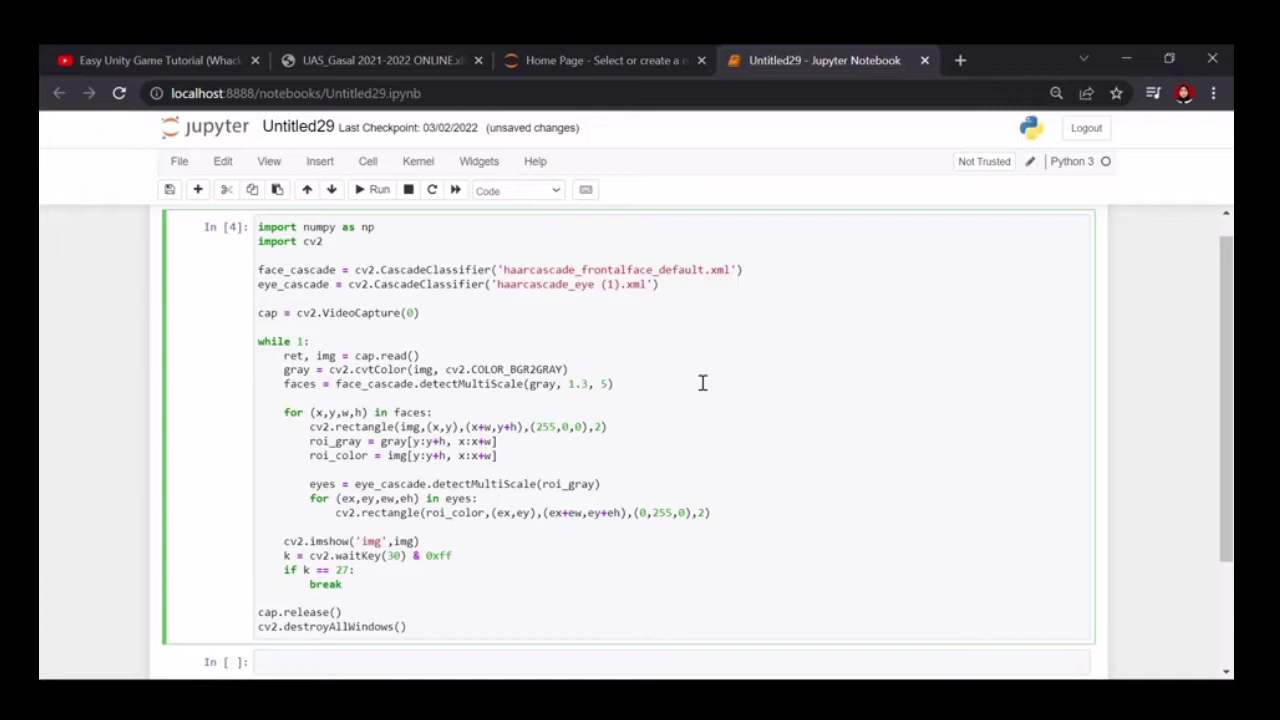 Easy Unity Game Tutorial (Whac
UAS_Gasal 2021-2022 ONLINE.xl
Home Page - Select or create a n
Untitled29 - Jupyter Notebook
localhost:8888/notebooks/Untitled29.ipynb
jupyter Untitled29 Last Checkpoint: 03/02/2022 (unsaved changes)
Logout
File Edit View Insert Cell Kernel Widgets Help
Not Trusted Python 3
Run Code
In [4]:
import numpy as np
import cv2
face_cascade = cv2.CascadeClassifier('haarcascade_frontalface_default.xml')
eye_cascade = cv2.CascadeClassifier('haarcascade_eye (1).xml')
cap = cv2.VideoCapture(0)
while 1:
ret, img = cap.read()
gray = cv2.cvtColor(img, cv2.COLOR_BGR2GRAY)
faces = face_cascade.detectMultiScale(gray, 1.3, 5)
for (x,y,w,h) in faces:
cv2.rectangle(img,(x,y),(x+w,y+h),(255,0,0),2)
roi_gray = gray[y:y+h, x:x+w]
roi_color = img[y:y+h, x:x+w]
eyes = eye_cascade.detectMultiScale(roi_gray)
for (ex,ey,ew,eh) in eyes:
cv2.rectangle(roi_color,(ex,ey),(ex+ew,ey+eh),(0,255,0),2)
cv2.imshow('img',img)
k = cv2.waitKey(30) & 0xff
if k == 27:
break
cap.release()
cv2.destroyAllWindows()
In [ ]: